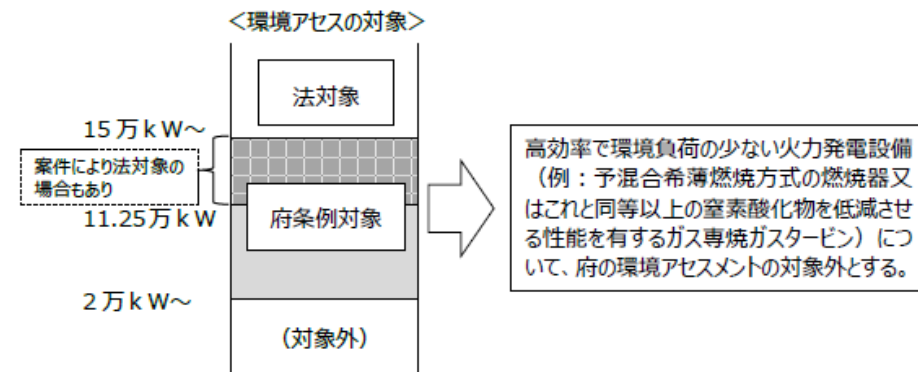 ＜環境アセスの対象＞
法対象
15万ｋW～
案件により法対象の
場合もあり
11.25万ｋW
府条例対象
2万ｋW～
（対象外）
高効率で環境負荷の少ない火力発電設備
（例：予混合希薄燃焼方式の燃焼器又
はこれと同等以上の窒素酸化物を低減させ
る性能を有するガス専焼ガスタービン）につ
いて、府の環境アセスメントの対象外とする。